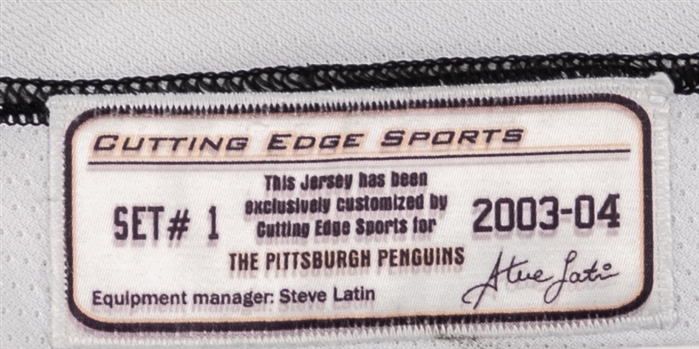 CUTTING EDGE SPORTS
This Jersey has been
exclusively customized by
Cutting Edge Sports for
SET# 1
2003-04
THE PITTSBURGH PENGUINS
Equipment manager: Steve Latin
Steve Latin